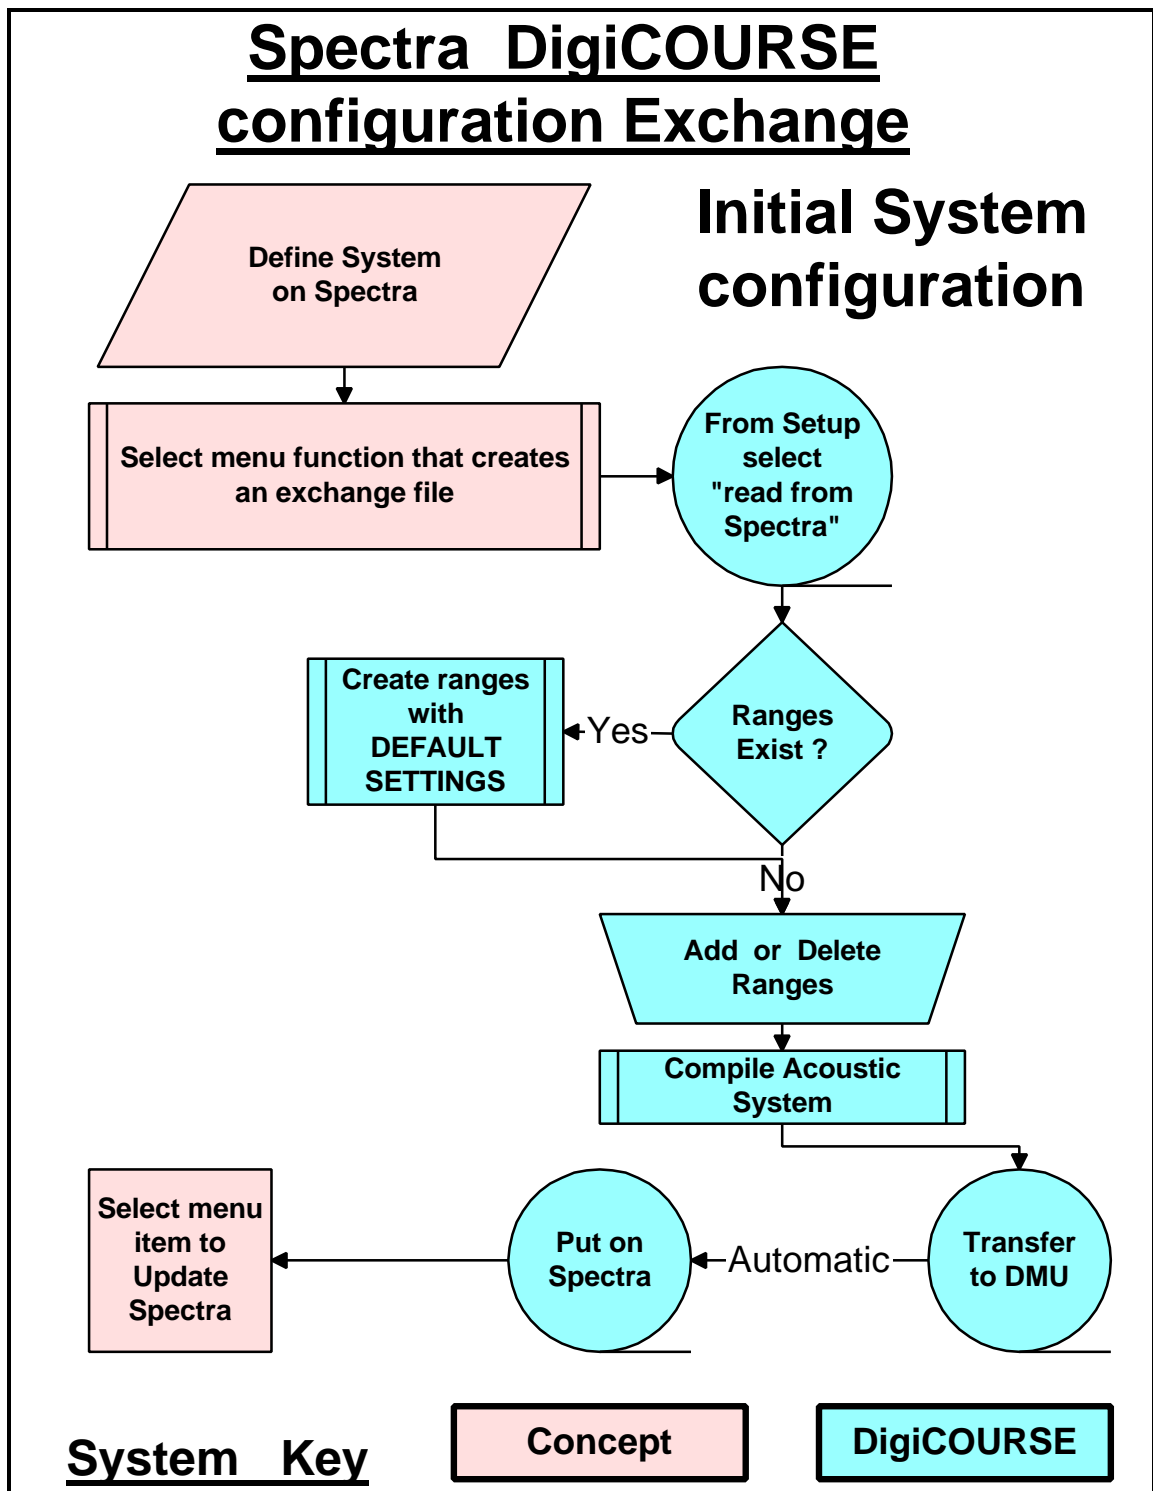 Spectra DigiCOURSE
configuration Exchange
Initial System
configuration
Define System
on Spectra
Select menu function that creates
an exchange file
From Setup
select
"read from
Spectra"
Ranges
Exist ?
Yes
Create ranges
with
DEFAULT
SETTINGS
No
Add or Delete
Ranges
Compile Acoustic
System
Transfer
to DMU
Automatic
Put on
Spectra
Select menu
item to
Update
Spectra
System Key
Concept
DigiCOURSE